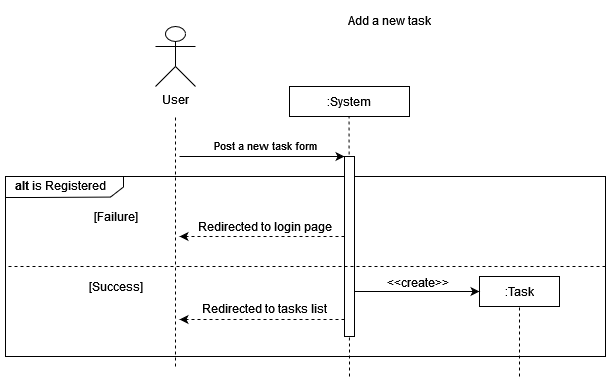 Add a new task
User
:System
Post a new task form
alt is Registered
[Failure]
Redirected to login page
[Success]
<<create>>
:Task
Redirected to tasks list